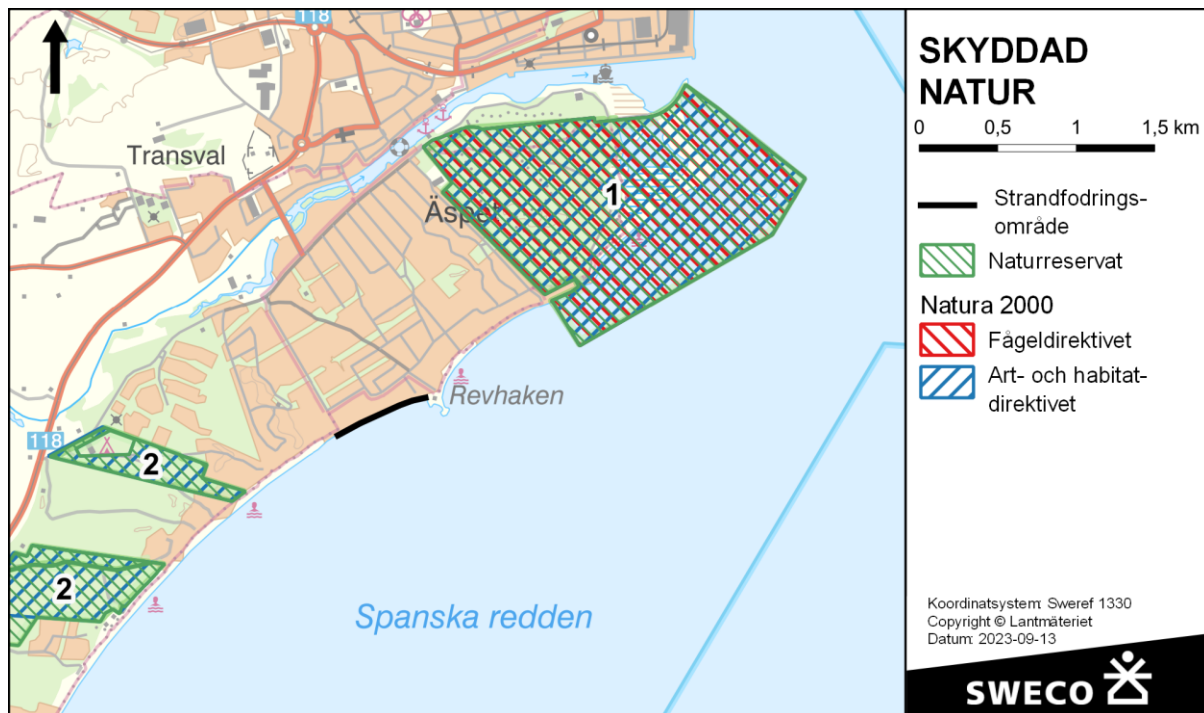 118
Transval
Äspet
1
Revhaken
118
2
2
Spanska redden
SKYDDAD
NATUR
0 0,5 1 1,5 km
Strandfodrings-
område
Naturreservat
Natura 2000
Fågeldirektivet
Art- och habitat-
direktivet
Koordinatsystem: Sweref 1330
Copyright © Lantmäteriet
Datum: 2023-09-13
SWECO